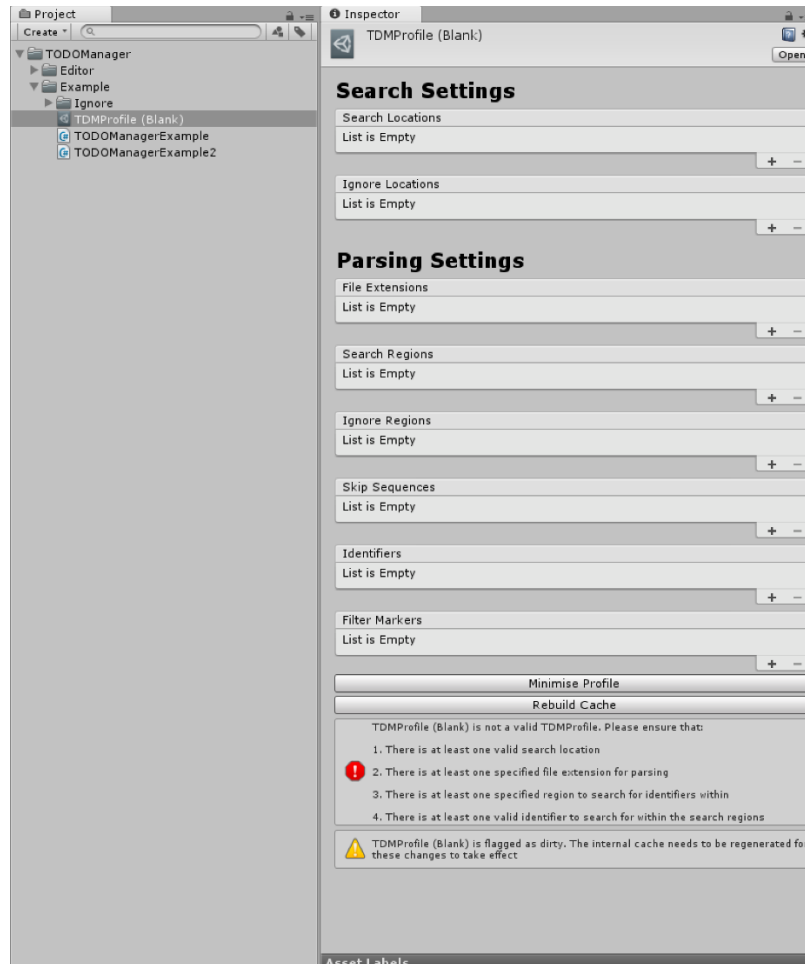 Project
Create
TODOManager
Editor
Example
Ignore
TDMProfile (Blank)
TODOManagerExample
TODOManagerExample2
Inspector
TDMProfile (Blank)
Open
Search Settings
Search Locations
List is Empty
+ −
Ignore Locations
List is Empty
+ −
Parsing Settings
File Extensions
List is Empty
+ −
Search Regions
List is Empty
+ −
Ignore Regions
List is Empty
+ −
Skip Sequences
List is Empty
+ −
Identifiers
List is Empty
+ −
Filter Markers
List is Empty
+ −
Minimise Profile
Rebuild Cache
TDMProfile (Blank) is not a valid TDMProfile. Please ensure that:
1. There is at least one valid search location
2. There is at least one specified file extension for parsing
3. There is at least one specified region to search for identifiers within
4. There is at least one valid identifier to search for within the search regions
TDMProfile (Blank) is flagged as dirty. The internal cache needs to be regenerated for
these changes to take effect
Asset Labels